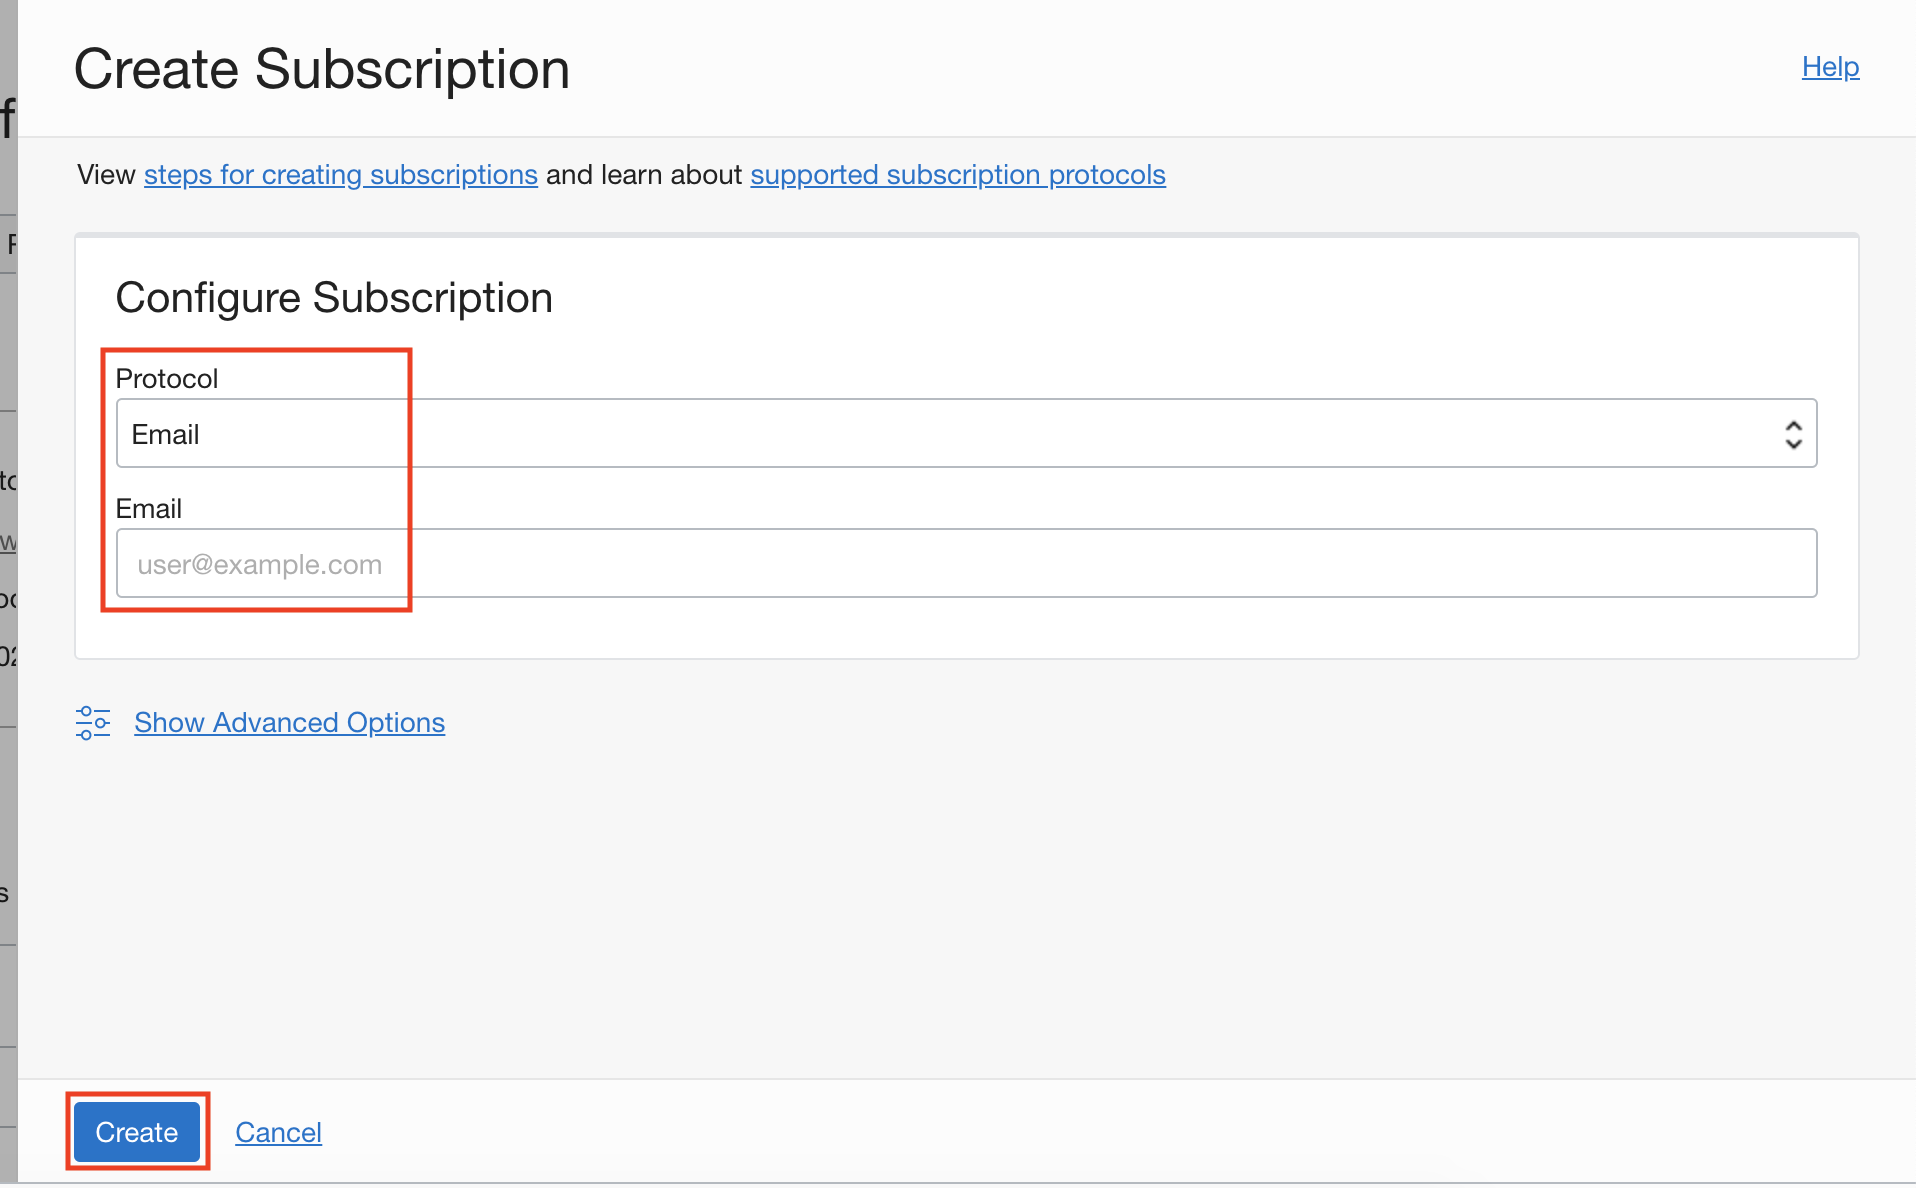 Create Subscription
Help
View steps for creating subscriptions and learn about supported subscription protocols
Configure Subscription
Protocol
Email
Email
user@example.com
Show Advanced Options
Create
Cancel